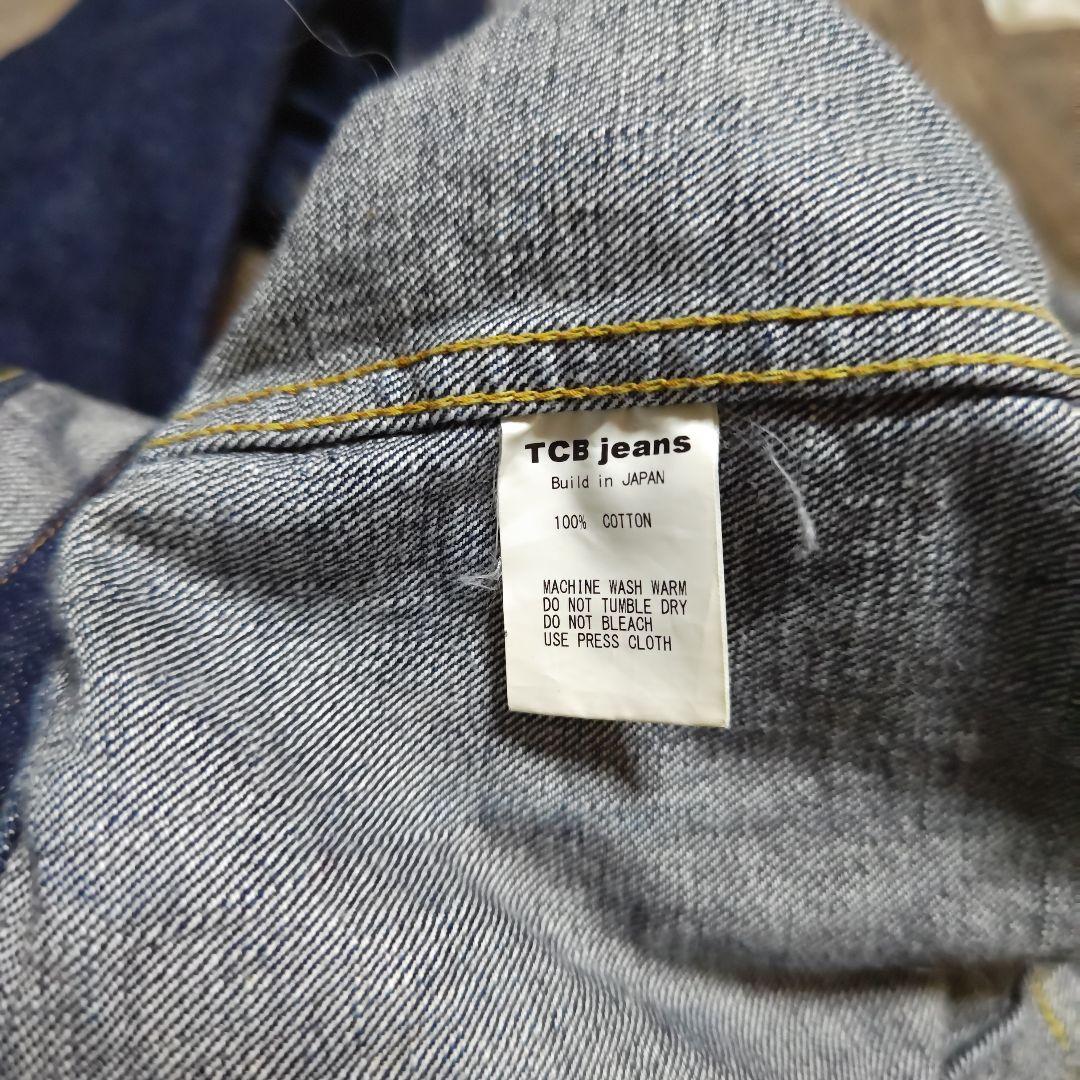 TCB jeans
Build in JAPAN
100% COTTON
MACHINE WASH WARM
DO NOT TUMBLE DRY
DO NOT BLEACH
USE PRESS CLOTH